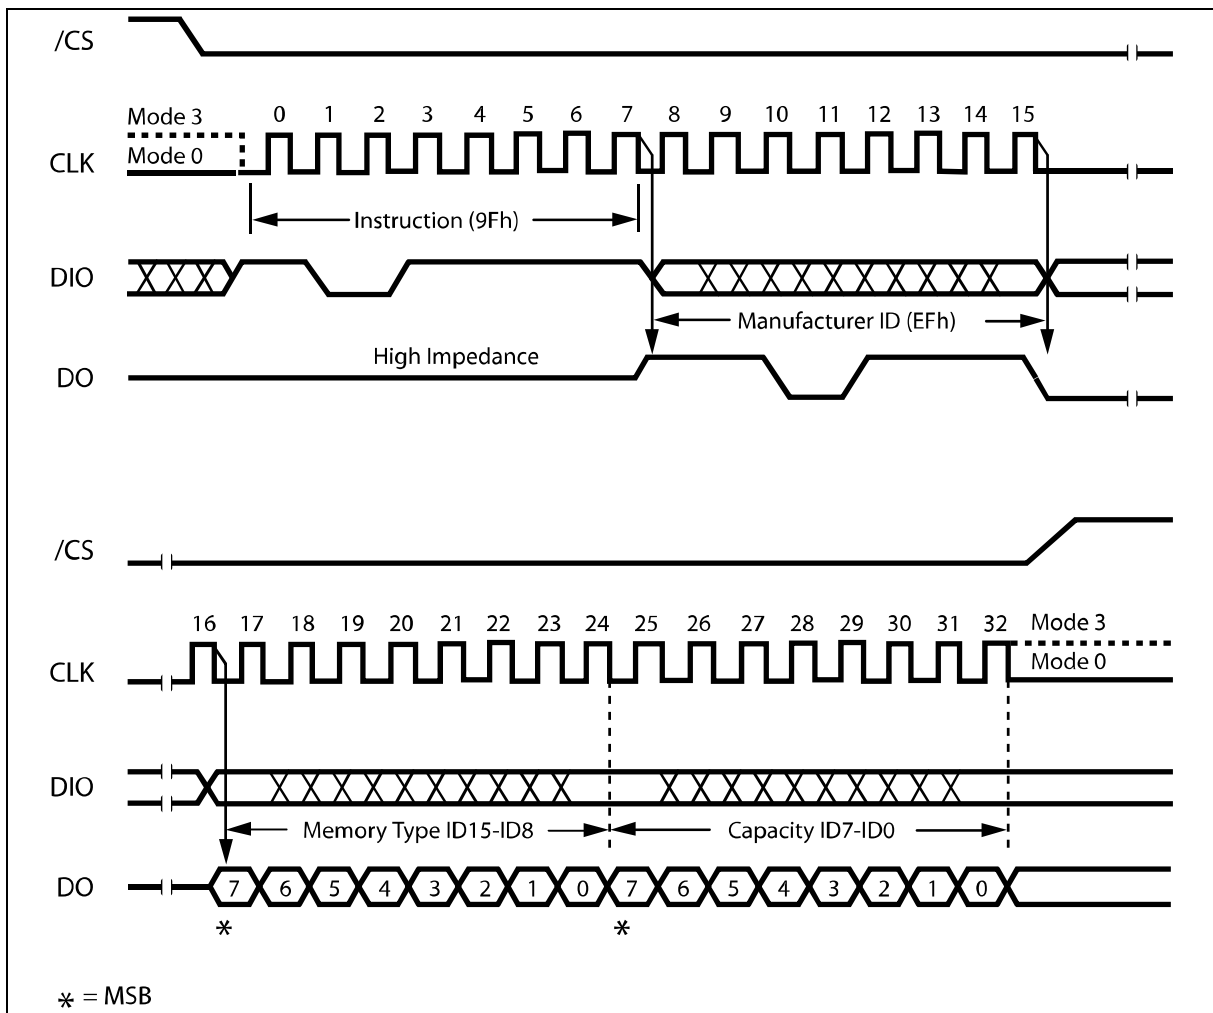 /CS
Mode 3
0 1 2 3 4 5 6 7 8 9 10 11 12 13 14 15
Mode 0
CLK
Instruction (9Fh)
DIO
Manufacturer ID (EFh)
High Impedance
DO
/CS
16 17 18 19 20 21 22 23 24 25 26 27 28 29 30 31 32
Mode 3
Mode 0
CLK
DIO
Memory Type ID15-ID8
Capacity ID7-ID0
DO
7 6 5 4 3 2 1 0 7 6 5 4 3 2 1 0
* *
* = MSB